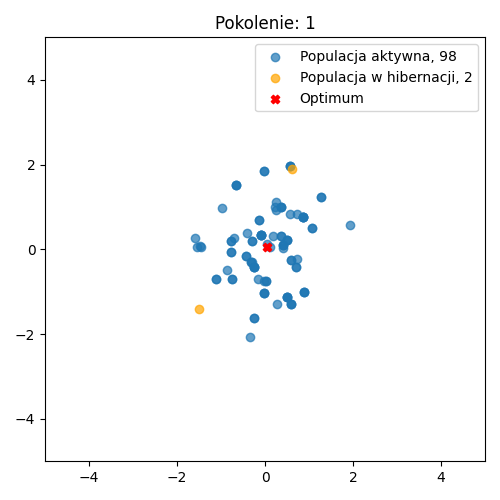 Pokolenie: 1
Populacja aktywna, 98
Populacja w hibernacji, 2
Optimum
4
2
0
−2
−4
−4
−2
0
2
4